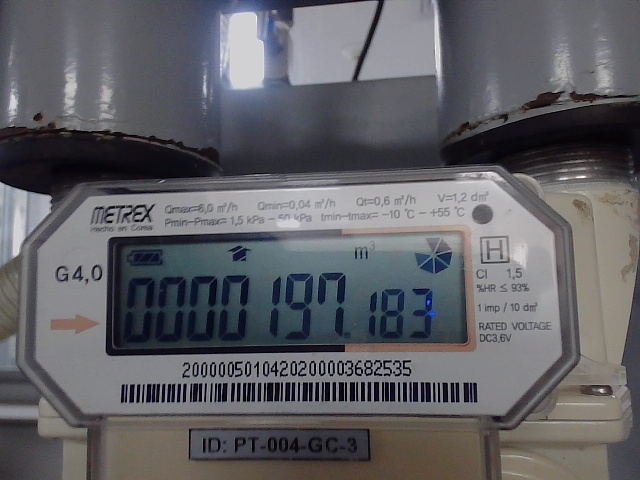 METREX
Hecho en Corea
Qmax=6,0 m³/h Qmin=0,04 m³/h Qt=0,6 m³/h V=1,2 dm³
Pmin-Pmax= 1,5 kPa - 50 kPa tmin-tmax= -10 °C - +55 °C
G4,0
m³
0000197.183
H
Cl 1,5
%HR ≤ 93%
1 imp / 10 dm³
RATED VOLTAGE
DC3,6V
2000005010420200003682535
ID: PT-004-GC-3